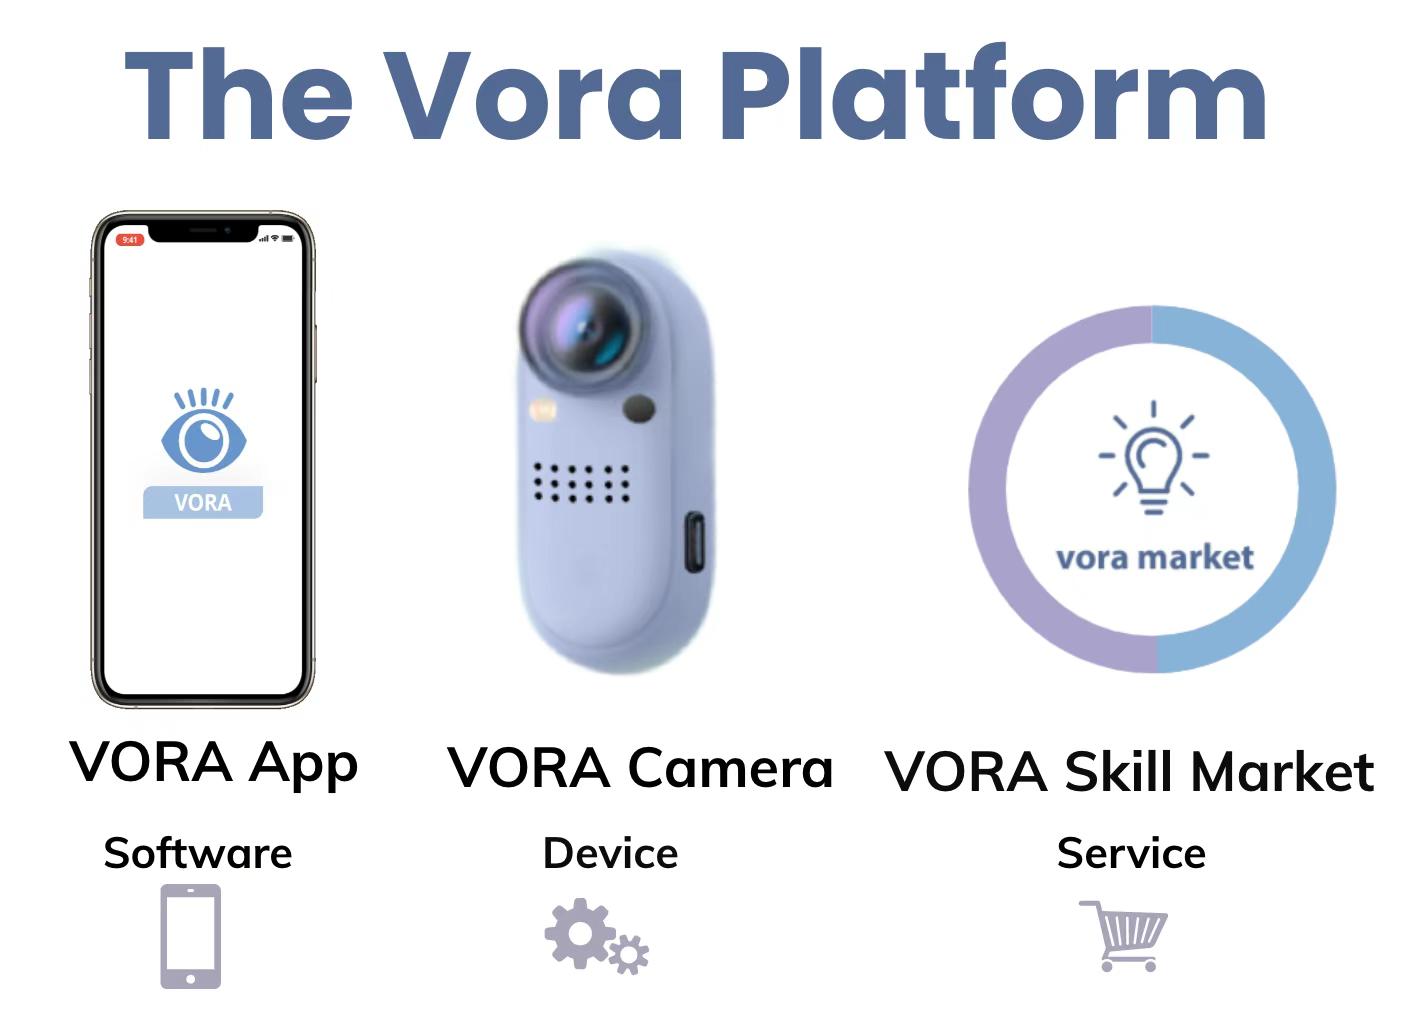 The Vora Platform
9:41
VORA
vora market
VORA App
VORA Camera
VORA Skill Market
Software
Device
Service